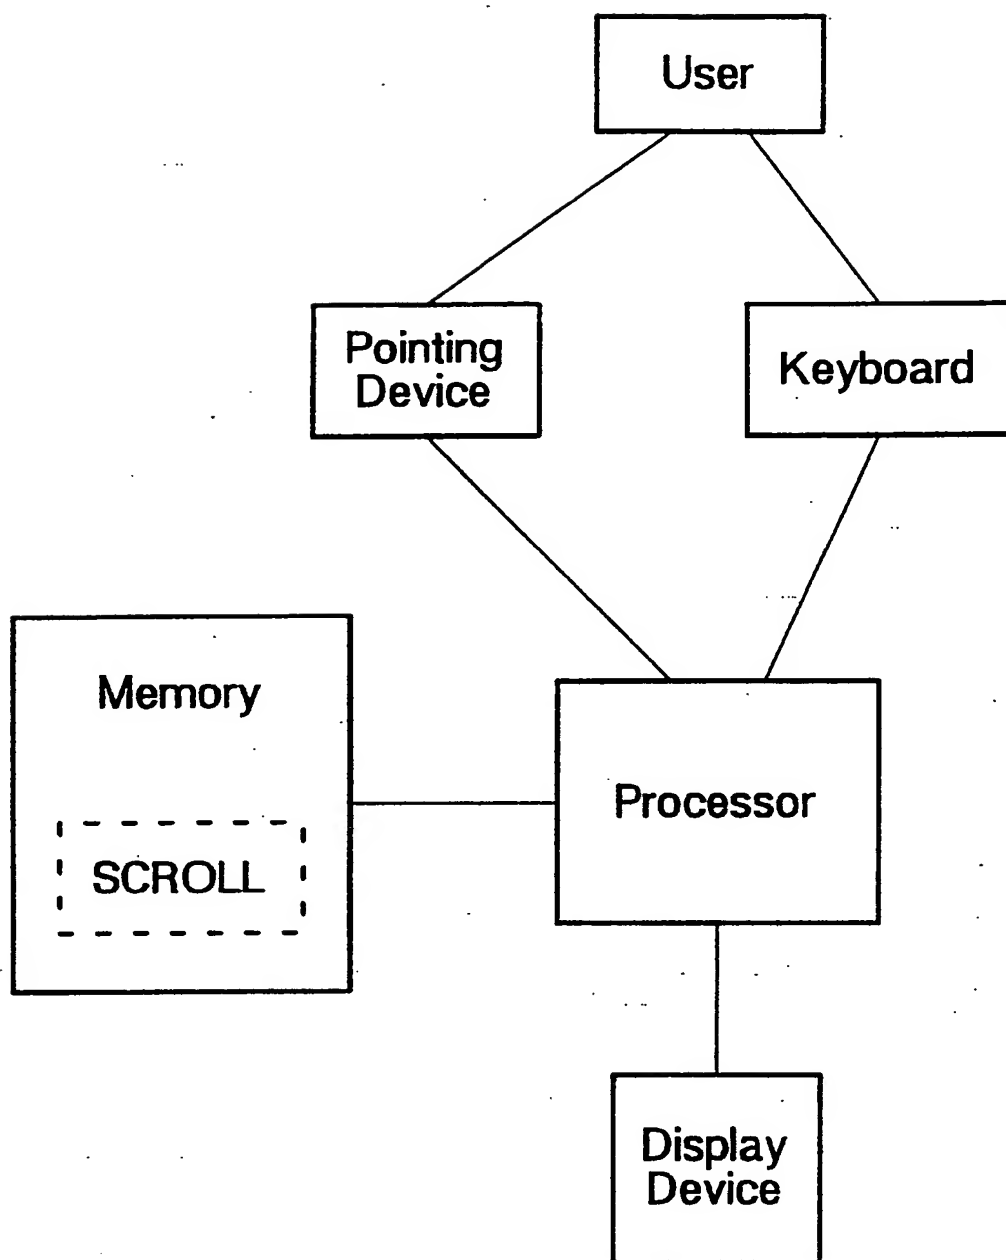 User
Pointing
Device
Keyboard
Memory
Processor
SCROLL
Display
Device